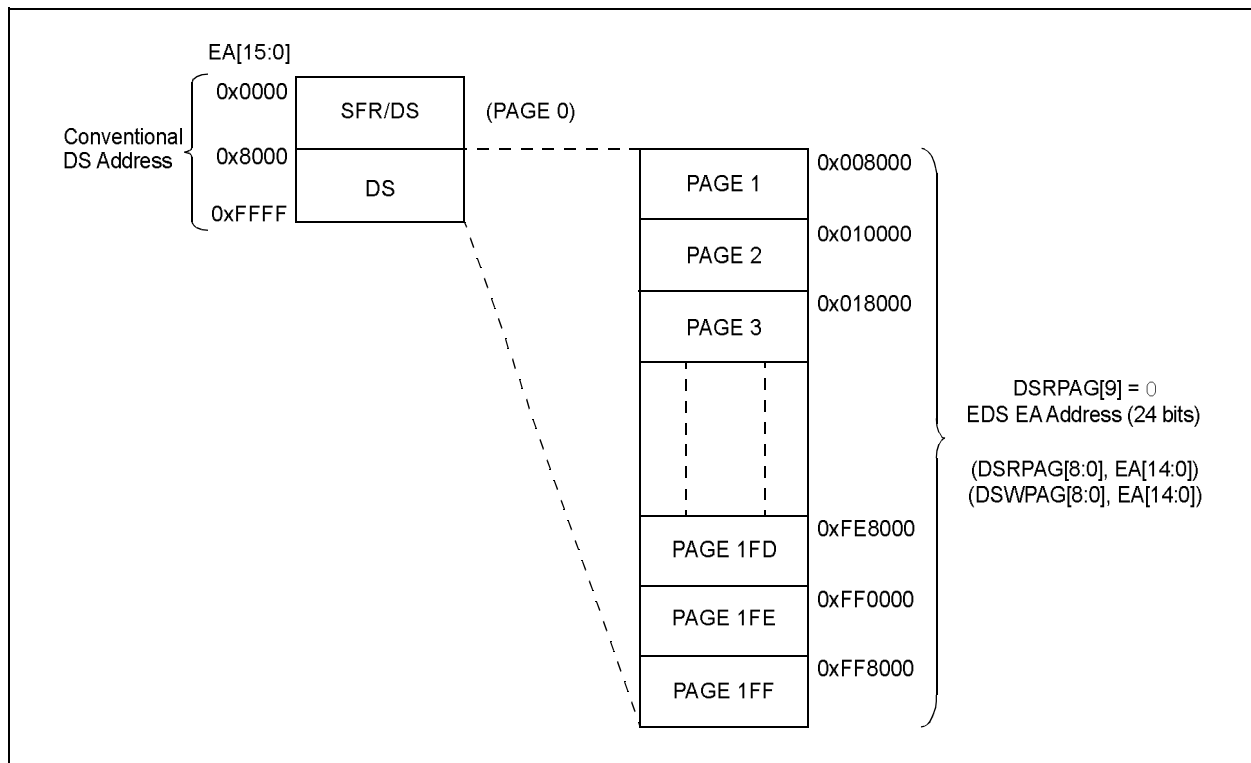 EA[15:0]
0x0000
SFR/DS
(PAGE 0)
Conventional
DS Address
0x8000
DS
0xFFFF
PAGE 1
0x008000
PAGE 2
0x010000
PAGE 3
0x018000
DSRPAG[9] = 0
EDS EA Address (24 bits)
(DSRPAG[8:0], EA[14:0])
(DSWPAG[8:0], EA[14:0])
PAGE 1FD
0xFE8000
PAGE 1FE
0xFF0000
PAGE 1FF
0xFF8000